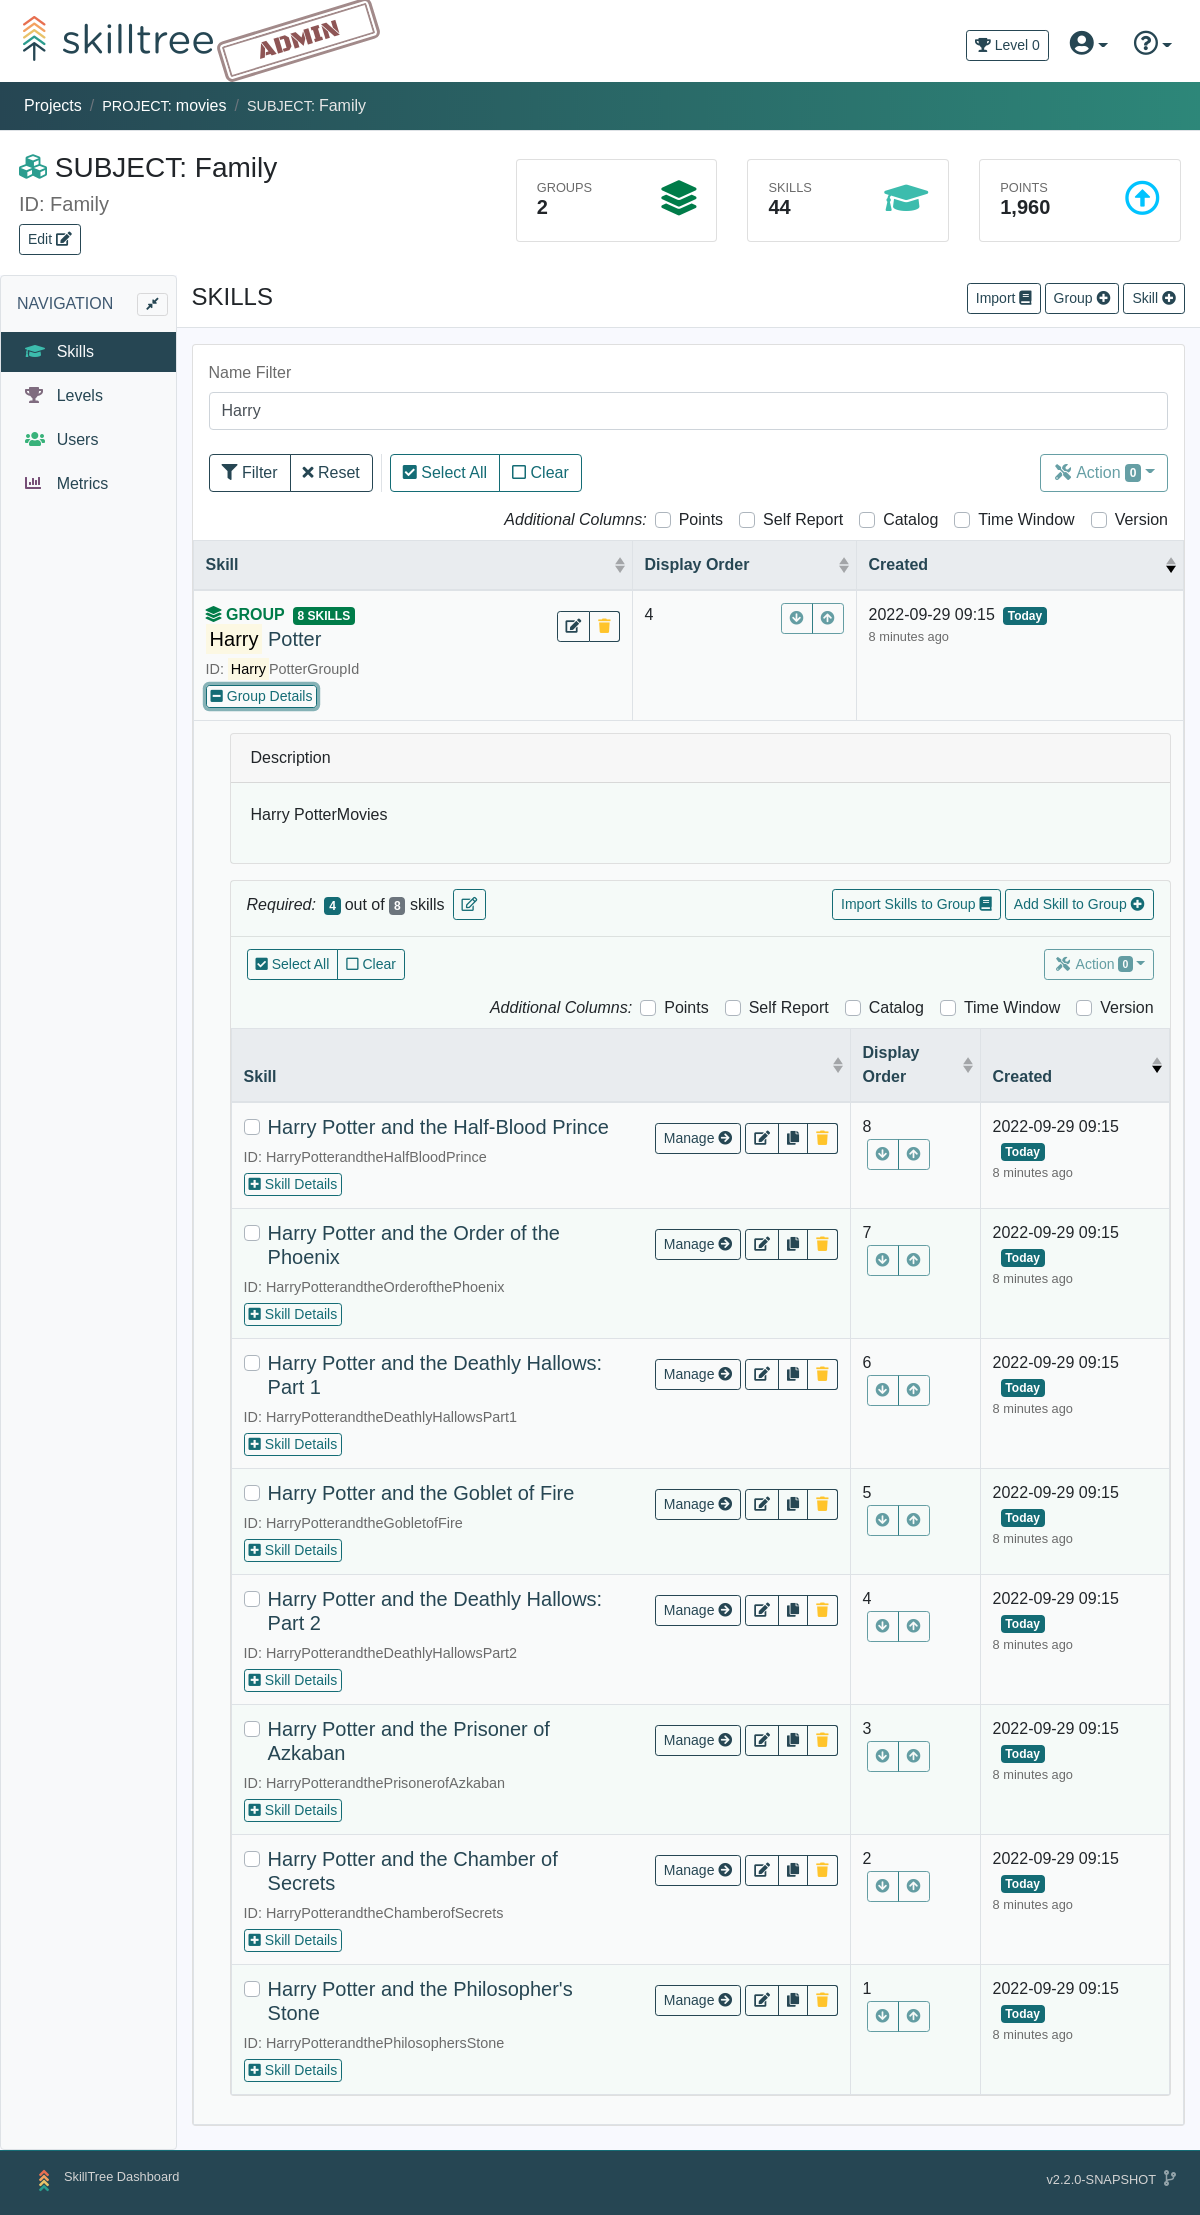 skilltree
ADMIN
Level 0
Projects / PROJECT: movies / SUBJECT: Family
SUBJECT: Family
ID: Family
Edit
GROUPS
2
SKILLS
44
POINTS
1,960
NAVIGATION
Skills
Levels
Users
Metrics
SKILLS
Import
Group
Skill
Name Filter
Harry
Filter
Reset
Select All
Clear
Action 0
Additional Columns: Points Self Report Catalog Time Window Version
Skill
Display Order
Created
GROUP 8 SKILLS
Harry Potter
ID: HarryPotterGroupId
Group Details
4
2022-09-29 09:15 Today
8 minutes ago
Description
Harry PotterMovies
Required: 4 out of 8 skills
Import Skills to Group
Add Skill to Group
Select All
Clear
Action 0
Additional Columns: Points Self Report Catalog Time Window Version
Skill
Display
Order
Created
Harry Potter and the Half-Blood Prince
ID: HarryPotterandtheHalfBloodPrince
Skill Details
Manage
8
2022-09-29 09:15
Today
8 minutes ago
Harry Potter and the Order of the
Phoenix
ID: HarryPotterandtheOrderofthePhoenix
Skill Details
Manage
7
2022-09-29 09:15
Today
8 minutes ago
Harry Potter and the Deathly Hallows:
Part 1
ID: HarryPotterandtheDeathlyHallowsPart1
Skill Details
Manage
6
2022-09-29 09:15
Today
8 minutes ago
Harry Potter and the Goblet of Fire
ID: HarryPotterandtheGobletofFire
Skill Details
Manage
5
2022-09-29 09:15
Today
8 minutes ago
Harry Potter and the Deathly Hallows:
Part 2
ID: HarryPotterandtheDeathlyHallowsPart2
Skill Details
Manage
4
2022-09-29 09:15
Today
8 minutes ago
Harry Potter and the Prisoner of
Azkaban
ID: HarryPotterandthePrisonerofAzkaban
Skill Details
Manage
3
2022-09-29 09:15
Today
8 minutes ago
Harry Potter and the Chamber of
Secrets
ID: HarryPotterandtheChamberofSecrets
Skill Details
Manage
2
2022-09-29 09:15
Today
8 minutes ago
Harry Potter and the Philosopher's
Stone
ID: HarryPotterandthePhilosophersStone
Skill Details
Manage
1
2022-09-29 09:15
Today
8 minutes ago
SkillTree Dashboard
v2.2.0-SNAPSHOT